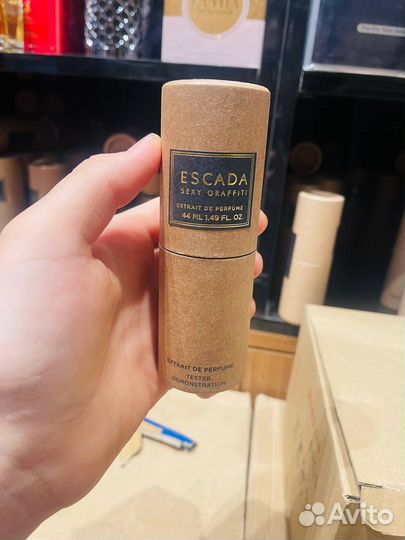 ESCADA
SEXY GRAFFITI
EXTRAIT DE PERFUME
44 ML 1.49 FL. OZ.
EXTRAIT DE PERFUME
TESTER
DEMONSTRATION
Avito